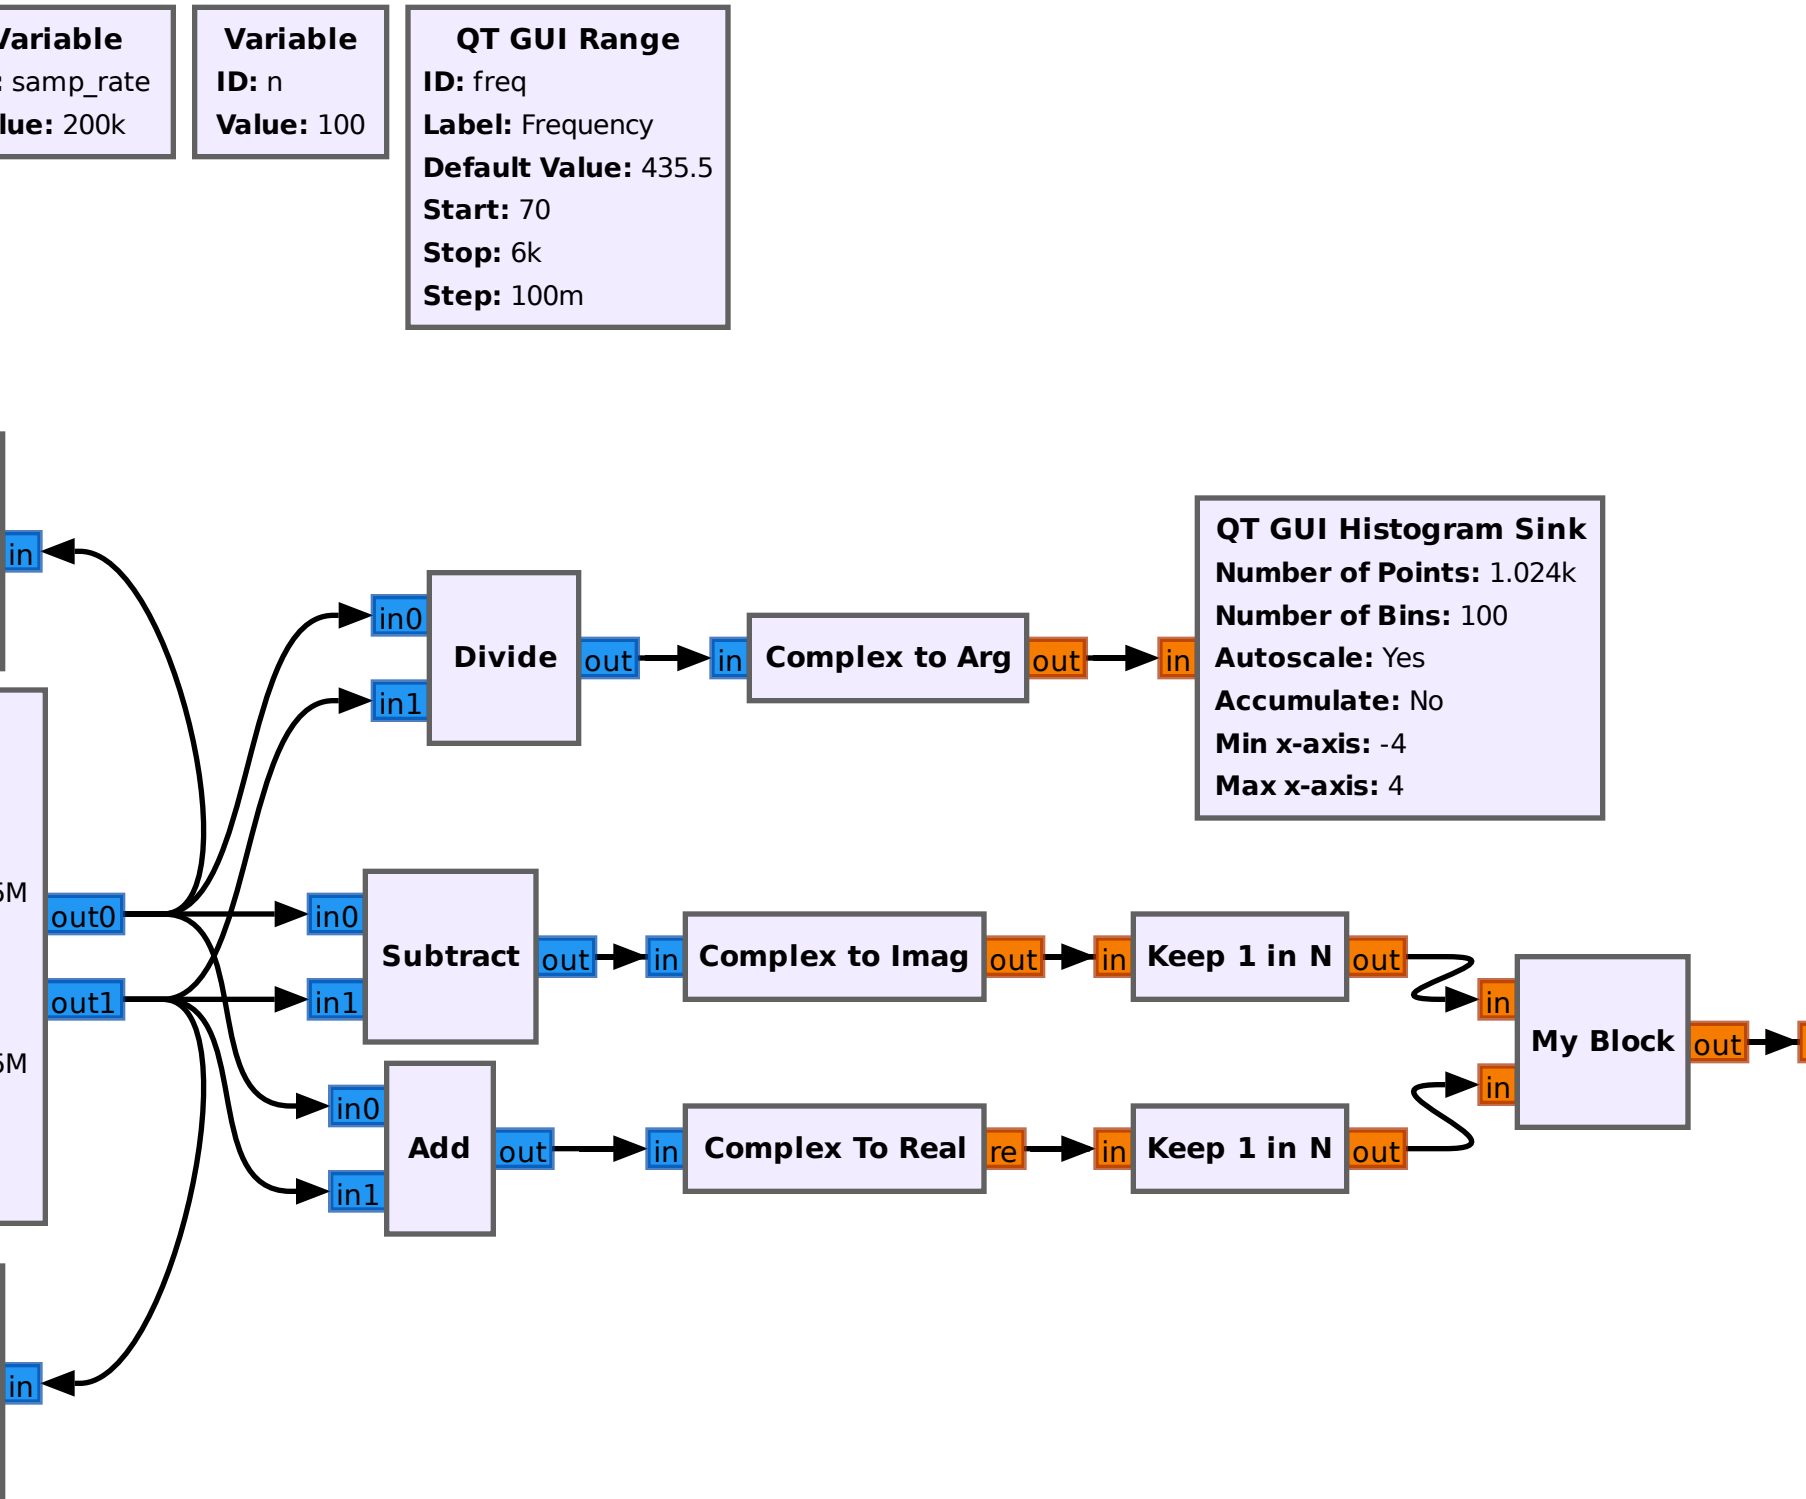 Variable
: samp_rate
lue: 200k
Variable
ID: n
Value: 100
QT GUI Range
ID: freq
Label: Frequency
Default Value: 435.5
Start: 70
Stop: 6k
Step: 100m
in
6M
6M
out0
out1
in
in0
in1
Divide
out
in
Complex to Arg
out
in
QT GUI Histogram Sink
Number of Points: 1.024k
Number of Bins: 100
Autoscale: Yes
Accumulate: No
Min x-axis: -4
Max x-axis: 4
in0
in1
Subtract
out
in
Complex to Imag
out
in
Keep 1 in N
out
in0
in1
Add
out
in
Complex To Real
re
in
Keep 1 in N
out
in
in
My Block
out